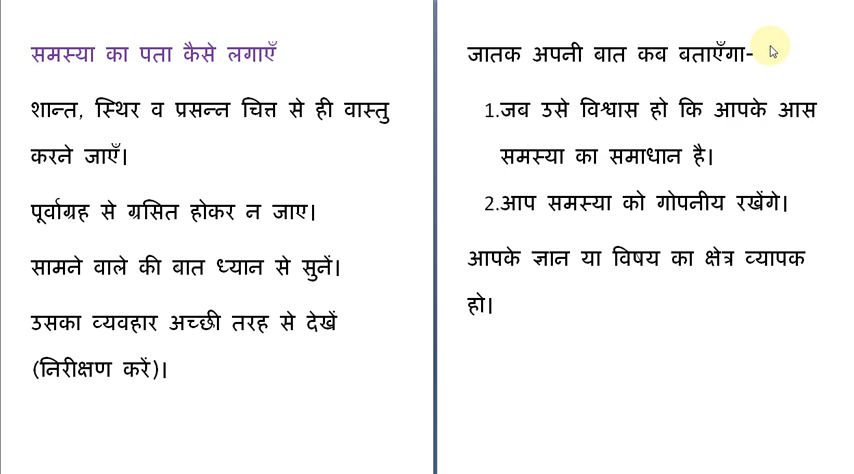 समस्या का पता कैसे लगाएँ
शान्त, स्थिर व प्रसन्न चित्त से ही वास्तु
करने जाएँ।
पूर्वाग्रह से ग्रसित होकर न जाए।
सामने वाले की बात ध्यान से सुनें।
उसका व्यवहार अच्छी तरह से देखें
(निरीक्षण करें)।
जातक अपनी बात कब बताएँगा-
1.जब उसे विश्वास हो कि आपके आस
समस्या का समाधान है।
2.आप समस्या को गोपनीय रखेंगे।
आपके ज्ञान या विषय का क्षेत्र व्यापक
हो।